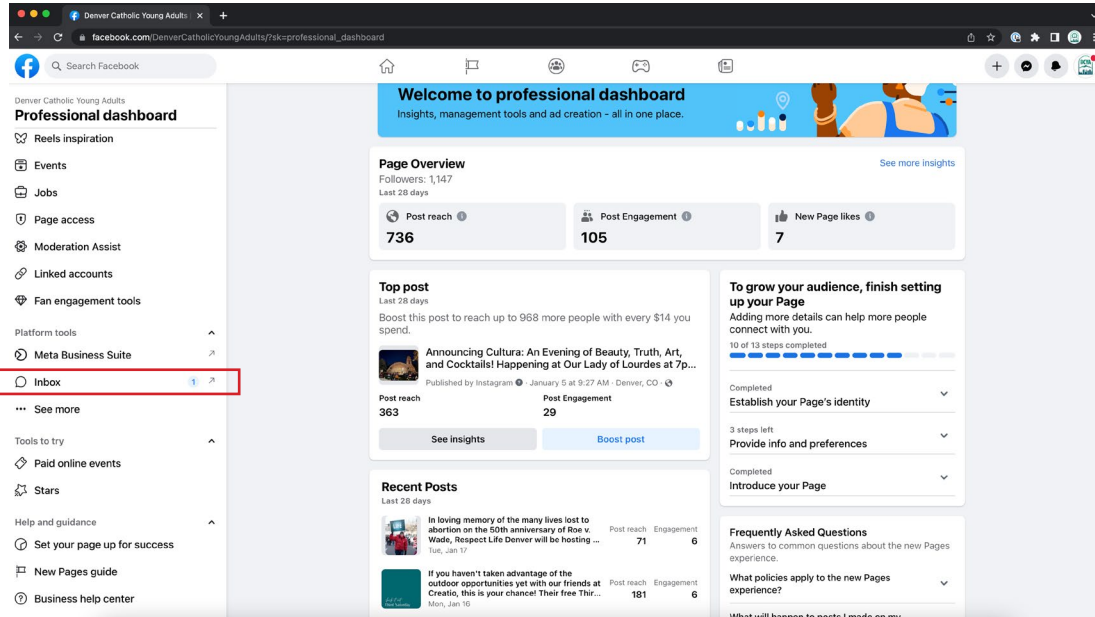 Denver Catholic Young Adults
facebook.com/DenverCatholicYoungAdults/?sk=professional_dashboard
Search Facebook
Denver Catholic Young Adults
Professional dashboard
Reels inspiration
Events
Jobs
Page access
Moderation Assist
Linked accounts
Fan engagement tools
Platform tools
Meta Business Suite
Inbox
1
See more
Tools to try
Paid online events
Stars
Help and guidance
Set your page up for success
New Pages guide
Business help center
Welcome to professional dashboard
Insights, management tools and ad creation - all in one place.
Page Overview
See more insights
Followers: 1,147
Last 28 days
Post reach
736
Post Engagement
105
New Page likes
7
Top post
Last 28 days
Boost this post to reach up to 968 more people with every $14 you
spend.
Announcing Cultura: An Evening of Beauty, Truth, Art,
and Cocktails! Happening at Our Lady of Lourdes at 7p...
Published by Instagram · January 5 at 9:27 AM · Denver, CO ·
Post reach
363
Post Engagement
29
See insights
Boost post
Recent Posts
Last 28 days
In loving memory of the many lives lost to
abortion on the 50th anniversary of Roe v.
Wade, Respect Life Denver will be hosting ...
Tue, Jan 17
Post reach Engagement
71 6
If you haven't taken advantage of the
outdoor opportunities yet with our friends at
Creatio, this is your chance! Their free Thir...
Mon, Jan 16
Post reach Engagement
181 6
To grow your audience, finish setting
up your Page
Adding more details can help more people
connect with you.
10 of 13 steps completed
Completed
Establish your Page's identity
3 steps left
Provide info and preferences
Completed
Introduce your Page
Frequently Asked Questions
Answers to common questions about the new Pages
experience.
What policies apply to the new Pages
experience?
What will happen to posts I made on my